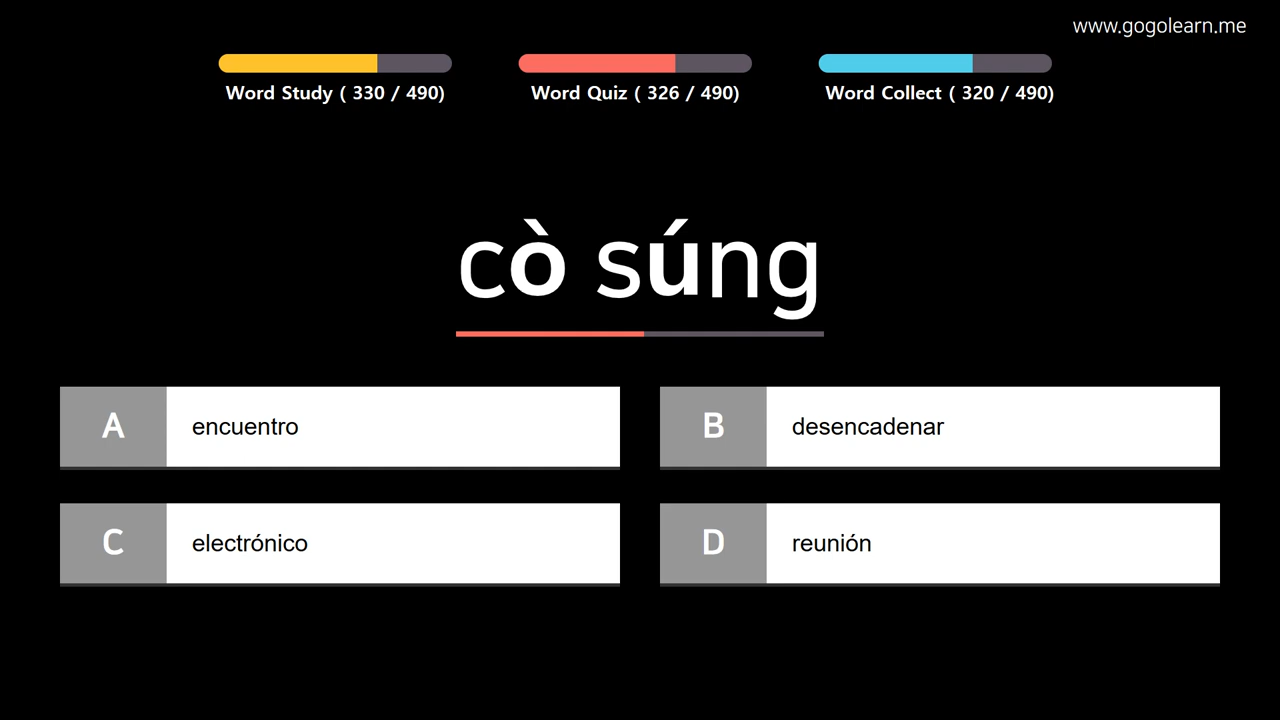 www.gogolearn.me
Word Study ( 330 / 490)
Word Quiz ( 326 / 490)
Word Collect ( 320 / 490)
cò súng
A encuentro
B desencadenar
C electrónico
D reunión